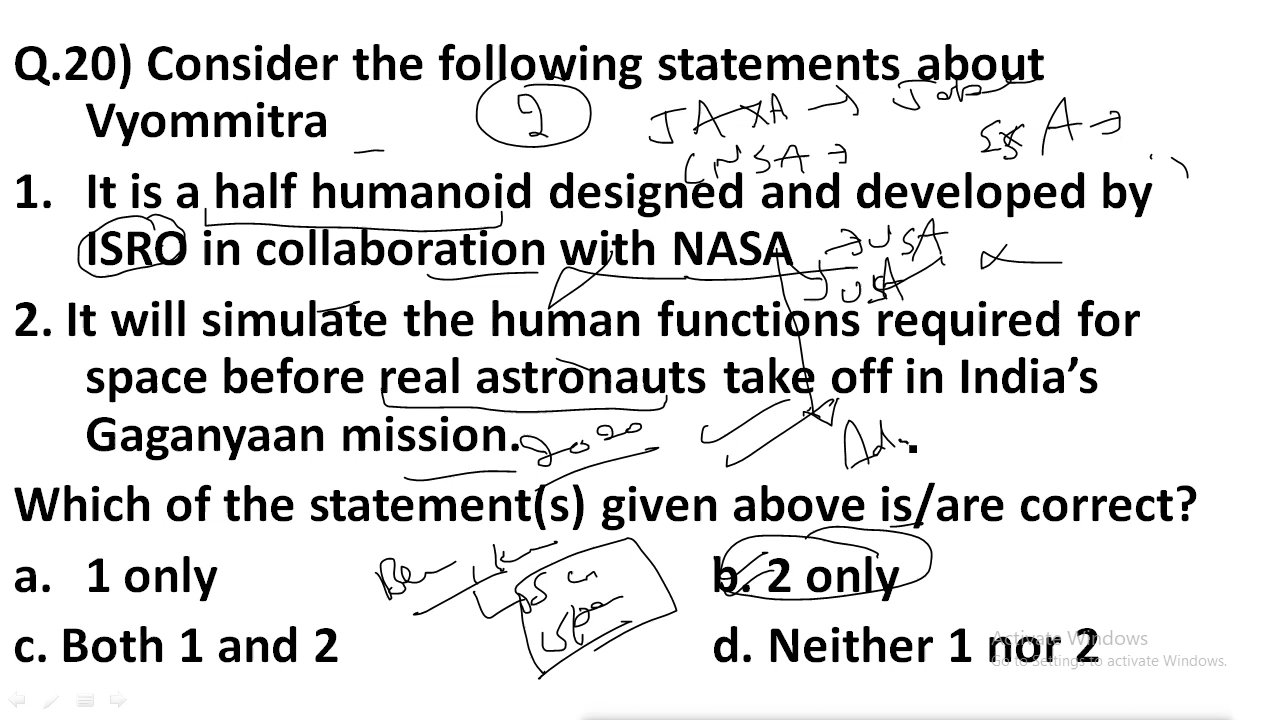 Q.20) Consider the following statements about
Vyommitra
2
JAXA →
CNSA →
1. It is a half humanoid designed and developed by
ISRO in collaboration with NASA
→ USA
USA
2. It will simulate the human functions required for
space before real astronauts take off in India’s
Gaganyaan mission.
2020
.
Which of the statement(s) given above is/are correct?
a. 1 only
b. 2 only
c. Both 1 and 2
d. Neither 1 nor 2
Activate Windows
Go to Settings to activate Windows.